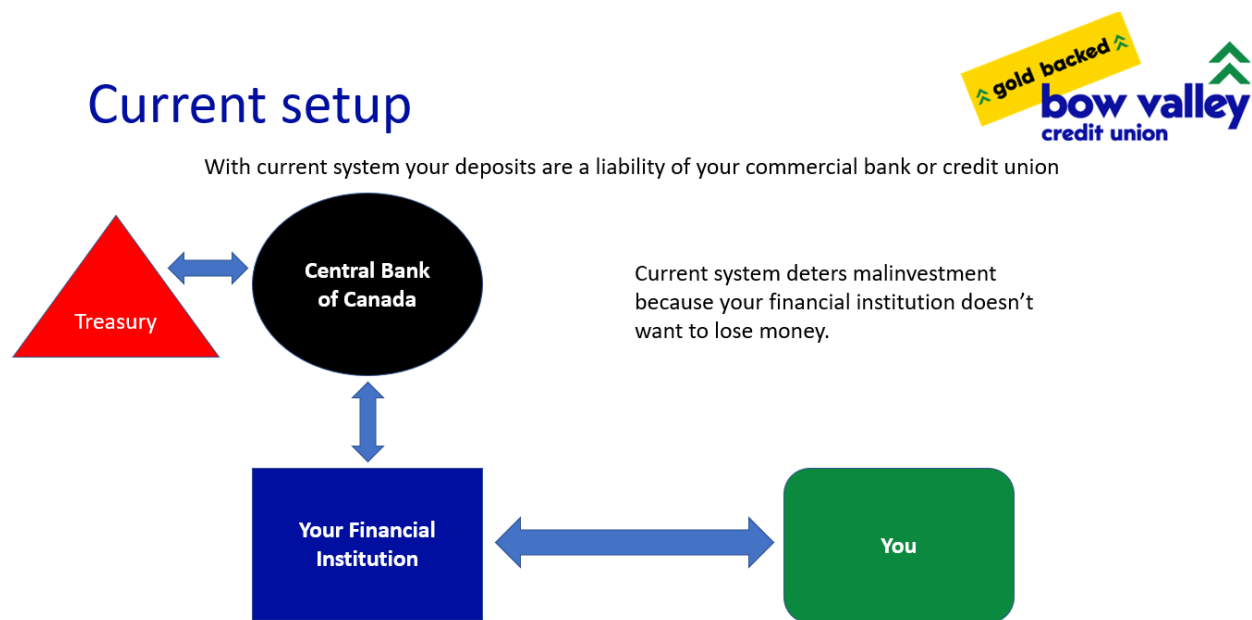 gold backed
bow valley
credit union
Current setup
With current system your deposits are a liability of your commercial bank or credit union
Treasury
Central Bank
of Canada
Current system deters malinvestment
because your financial institution doesn’t
want to lose money.
Your Financial
Institution
You